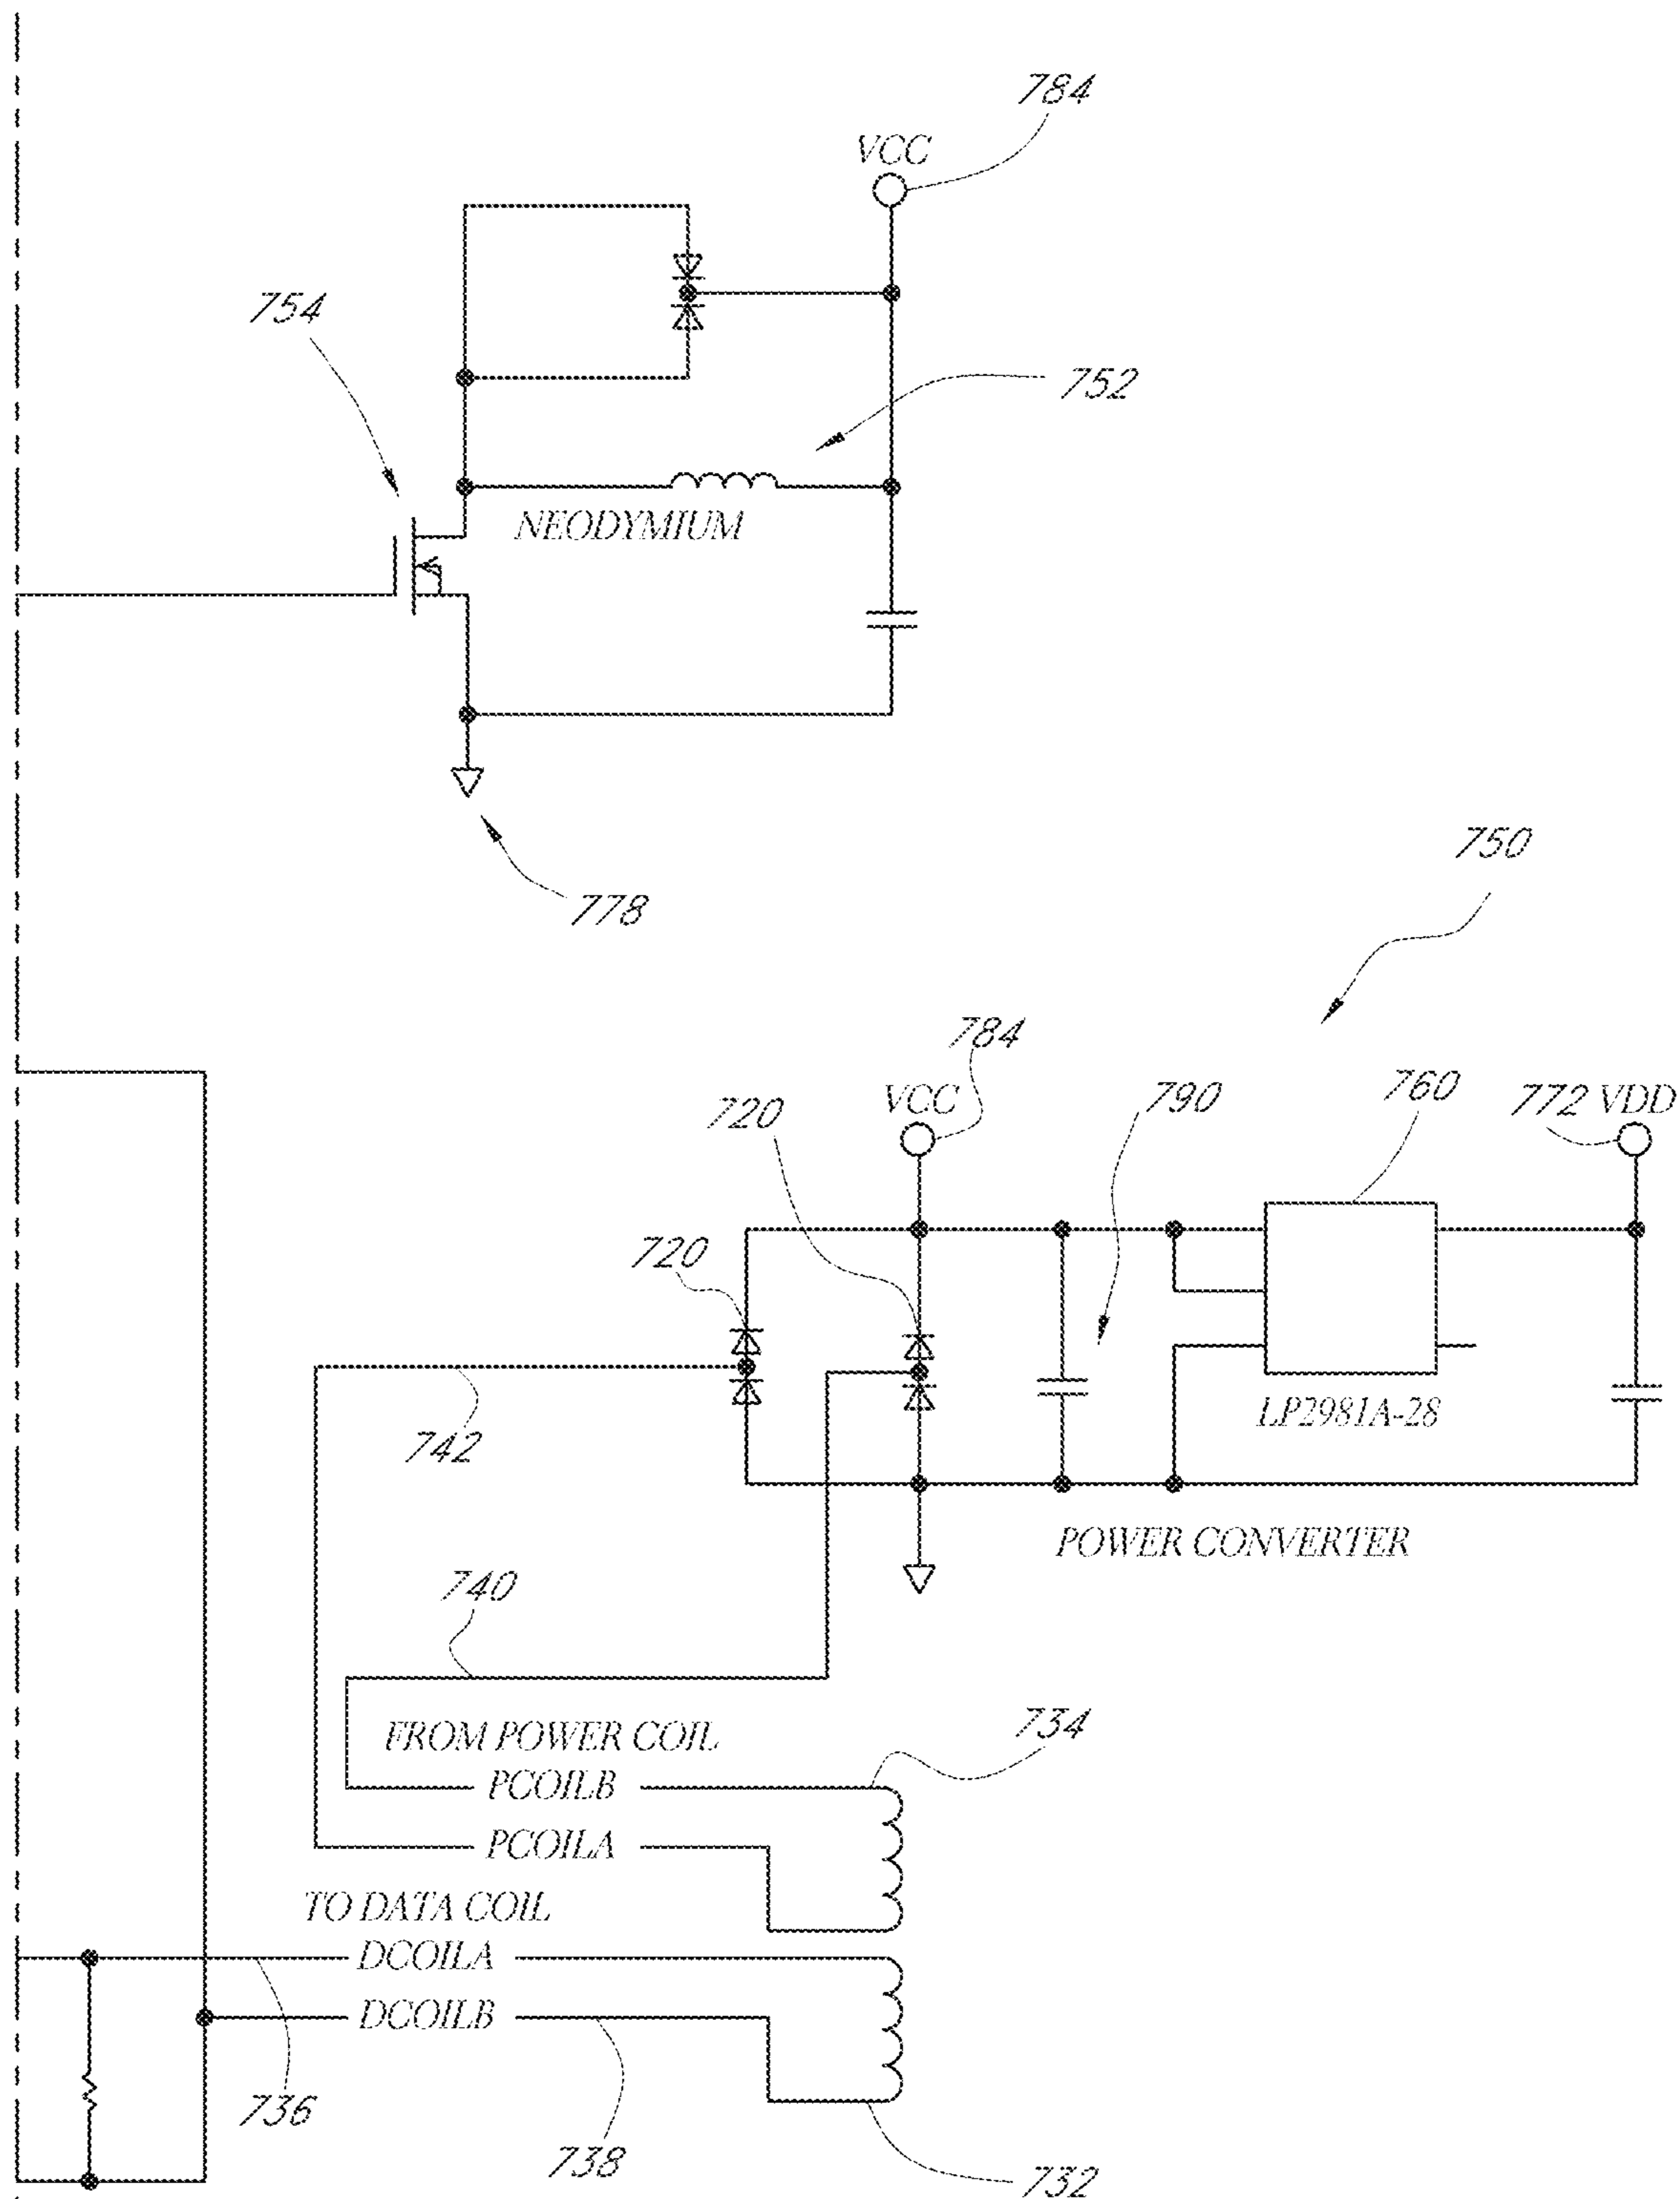 784
VCC
754
752
NEODYMIUM
778
750
784
VCC
720
790
760
772 VDD
720
742
LP2981A-28
POWER CONVERTER
740
FROM POWER COIL
734
PCOILB
PCOILA
TO DATA COIL
DCOILA
DCOILB
736
738
732